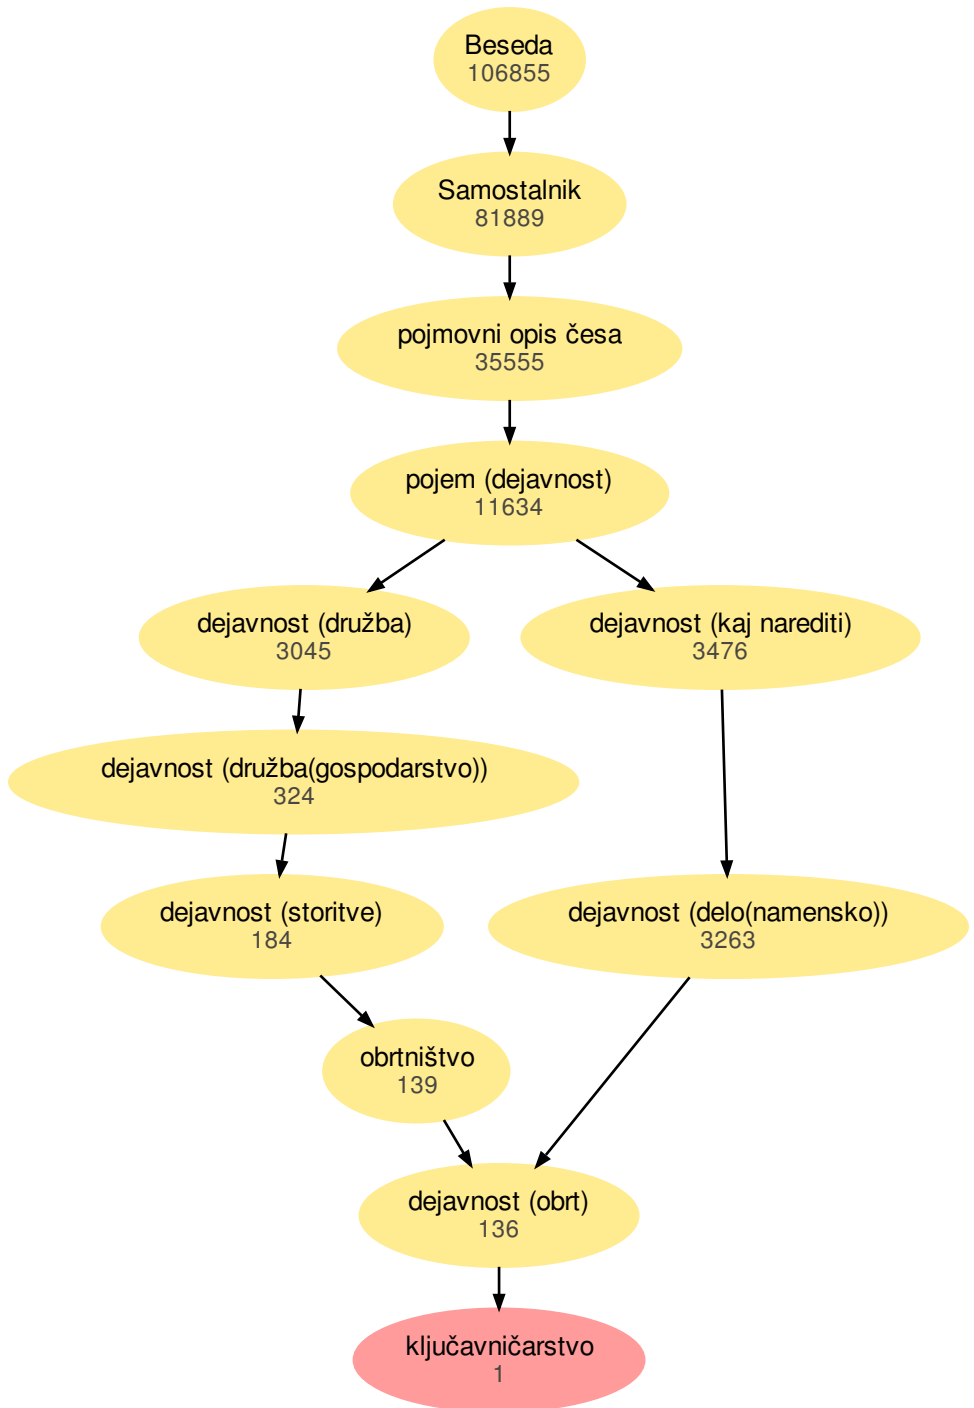 Beseda
106855
Samostalnik
81889
pojmovni opis česa
35555
pojem (dejavnost)
11634
dejavnost (družba)
3045
dejavnost (kaj narediti)
3476
dejavnost (družba(gospodarstvo))
324
dejavnost (storitve)
184
dejavnost (delo(namensko))
3263
obrtništvo
139
dejavnost (obrt)
136
ključavničarstvo
1